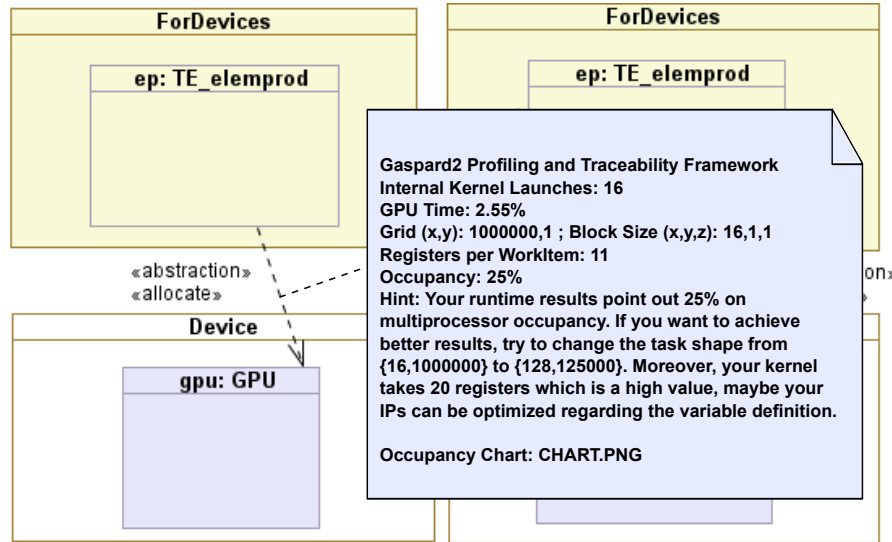 ForDevices
ForDevices
ep: TE_elemprod
ep: TE_elemprod
Gaspard2 Profiling and Traceability Framework
Internal Kernel Launches: 16
GPU Time: 2.55%
Grid (x,y): 1000000,1 ; Block Size (x,y,z): 16,1,1
Registers per WorkItem: 11
Occupancy: 25%
Hint: Your runtime results point out 25% on
multiprocessor occupancy. If you want to achieve
better results, try to change the task shape from
{16,1000000} to {128,125000}. Moreover, your kernel
takes 20 registers which is a high value, maybe your
IPs can be optimized regarding the variable definition.
Occupancy Chart: CHART.PNG
«abstraction»
«allocate»
on»
Device
gpu: GPU